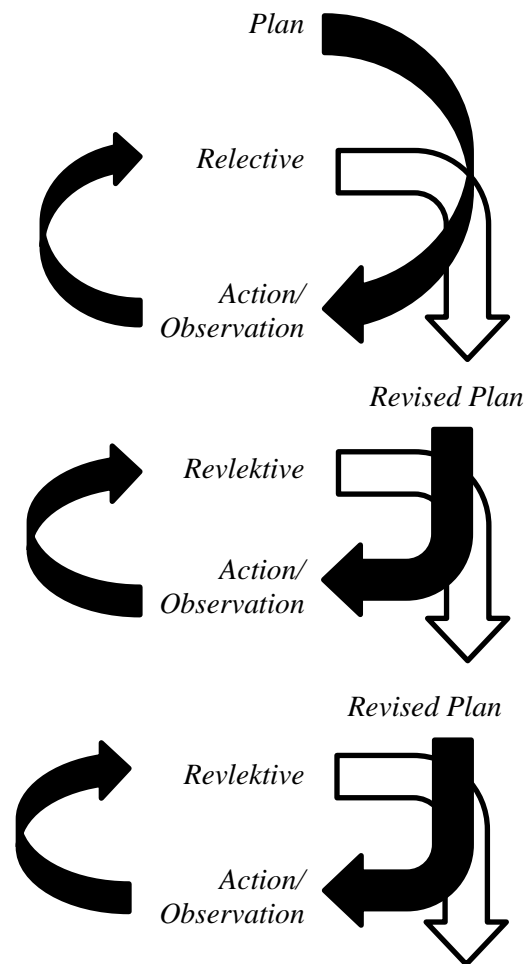 Plan
Relective
Action/
Observation
Revised Plan
Revlektive
Action/
Observation
Revised Plan
Revlektive
Action/
Observation